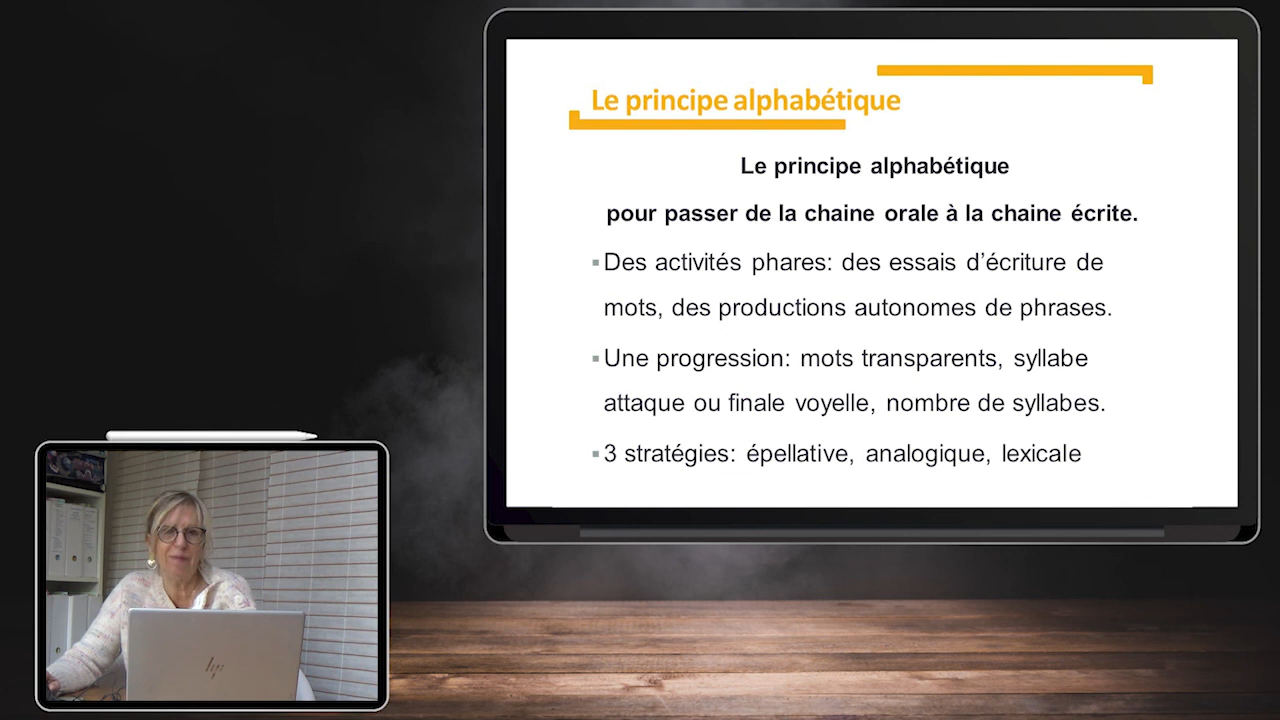 Le principe alphabétique
Le principe alphabétique
pour passer de la chaine orale à la chaine écrite.
▪Des activités phares: des essais d’écriture de
mots, des productions autonomes de phrases.
▪Une progression: mots transparents, syllabe
attaque ou finale voyelle, nombre de syllabes.
▪3 stratégies: épellative, analogique, lexicale
hp